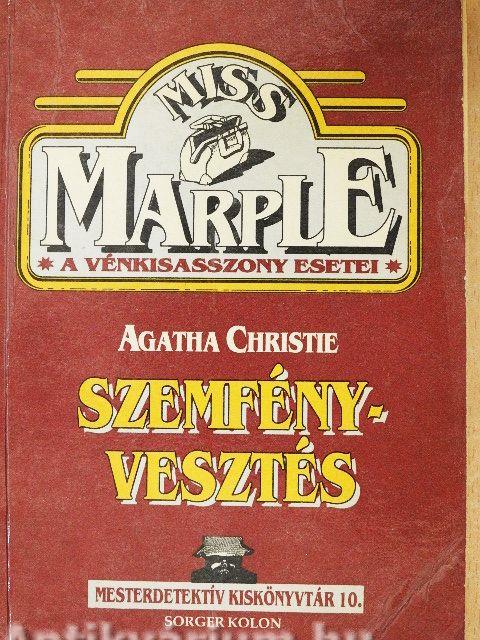 MISS
MARPLE
* A VÉNKISASSZONY ESETEI *
AGATHA CHRISTIE
SZEMFÉNY-
VESZTÉS
MESTERDETEKTÍV KISKÖNYVTÁR 10.
SORGER KOLON